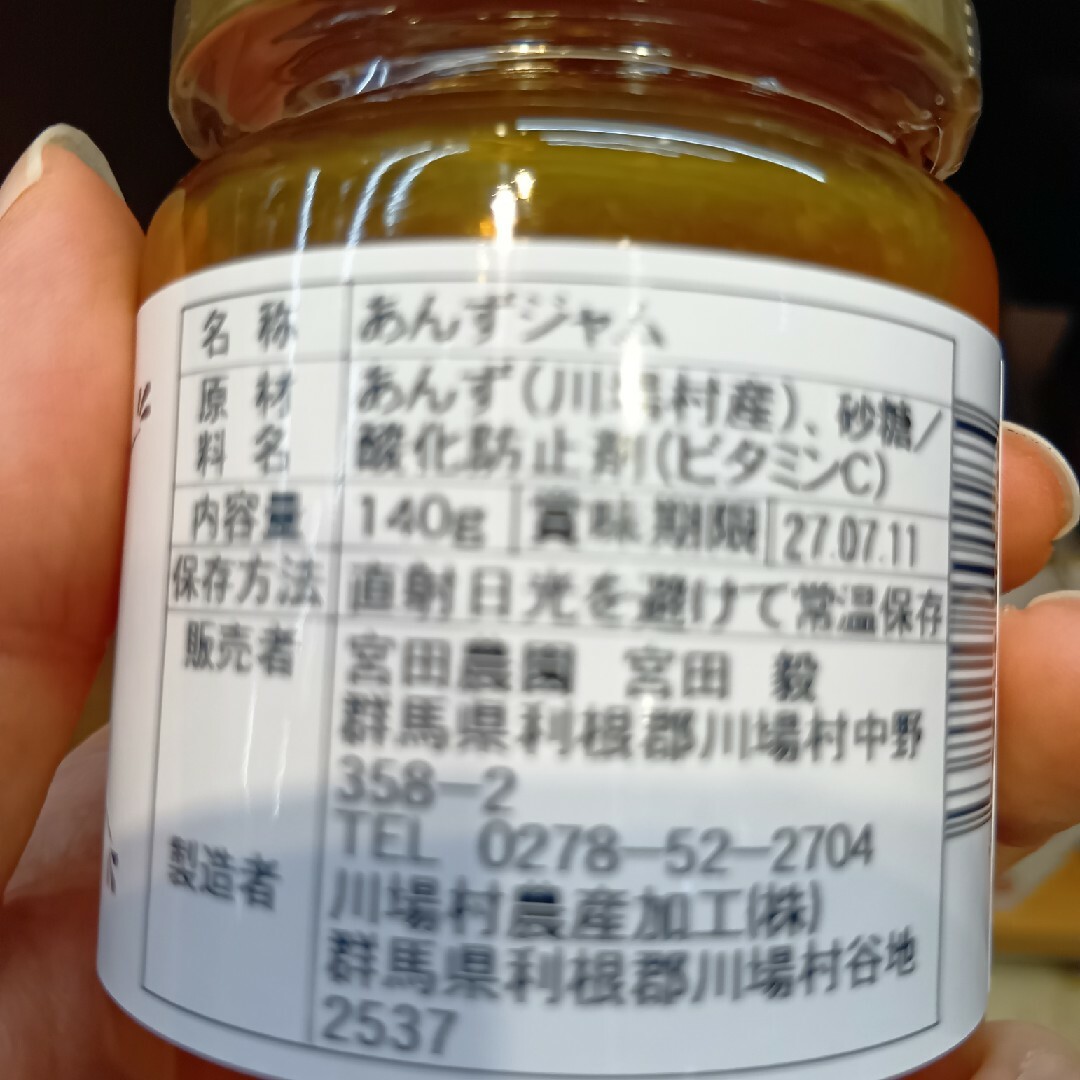 名称 あんずジャム
原材料名 あんず(川場村産)、砂糖/
酸化防止剤(ビタミンC)
内容量 140g 賞味期限 27.07.11
保存方法 直射日光を避けて常温保存
販売者 宮田農園 宮田 毅
群馬県利根郡川場村中野
358-2
TEL 0278-52-2704
製造者 川場村農産加工(株)
群馬県利根郡川場村谷地
2537